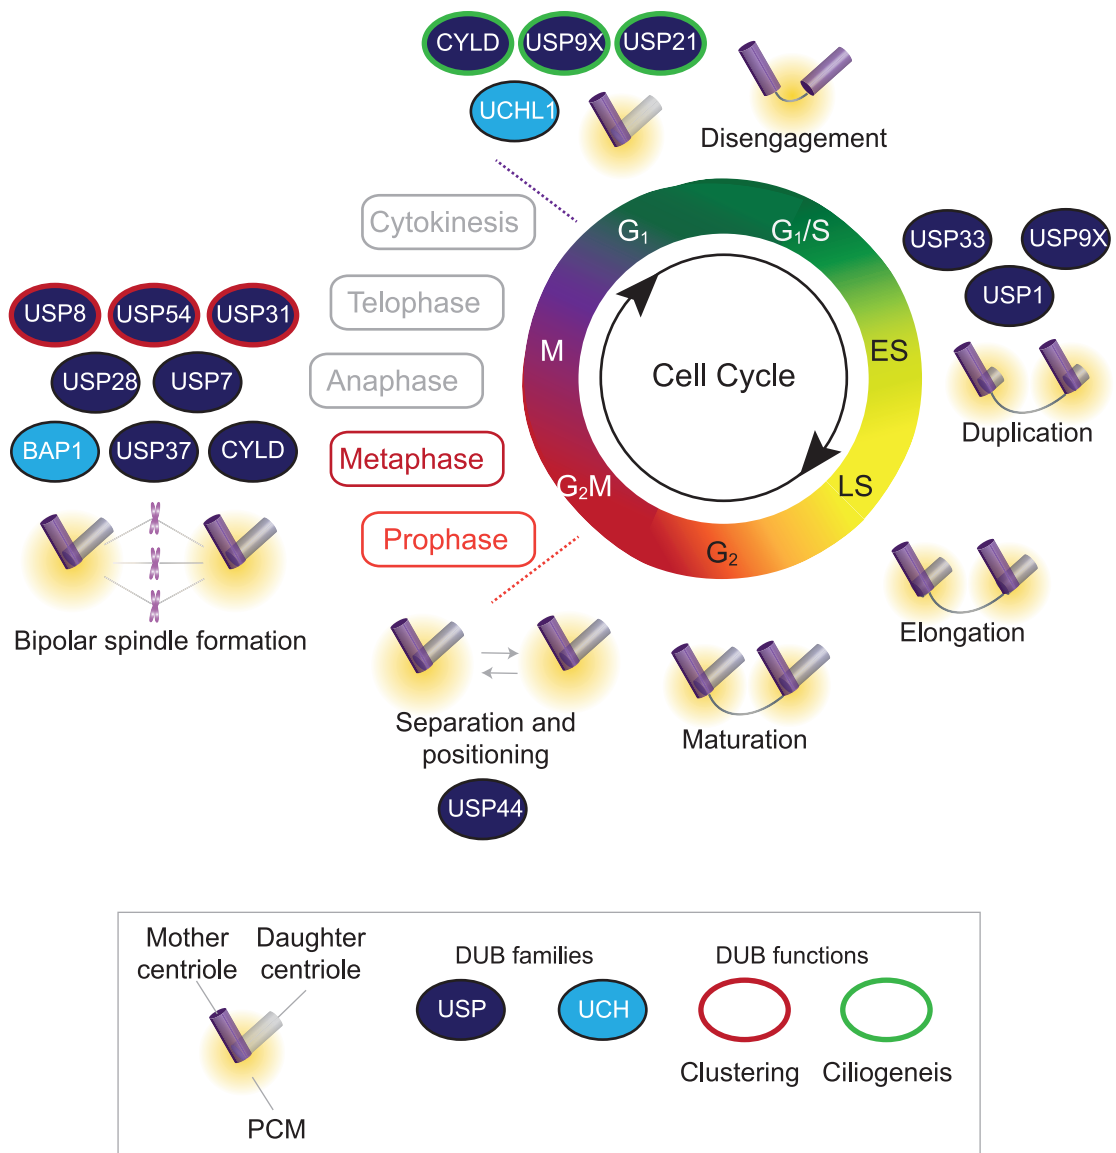 CYLD
USP9X
USP21
UCHL1
Disengagement
Cytokinesis
Telophase
Anaphase
Metaphase
Prophase
G1
G1/S
ES
LS
G2
G2M
M
Cell Cycle
USP33
USP9X
USP1
Duplication
Elongation
Maturation
USP8
USP54
USP31
USP28
USP7
BAP1
USP37
CYLD
Bipolar spindle formation
Separation and
positioning
USP44
Mother
centriole
Daughter
centriole
PCM
DUB families
USP
UCH
DUB functions
Clustering
Ciliogeneis